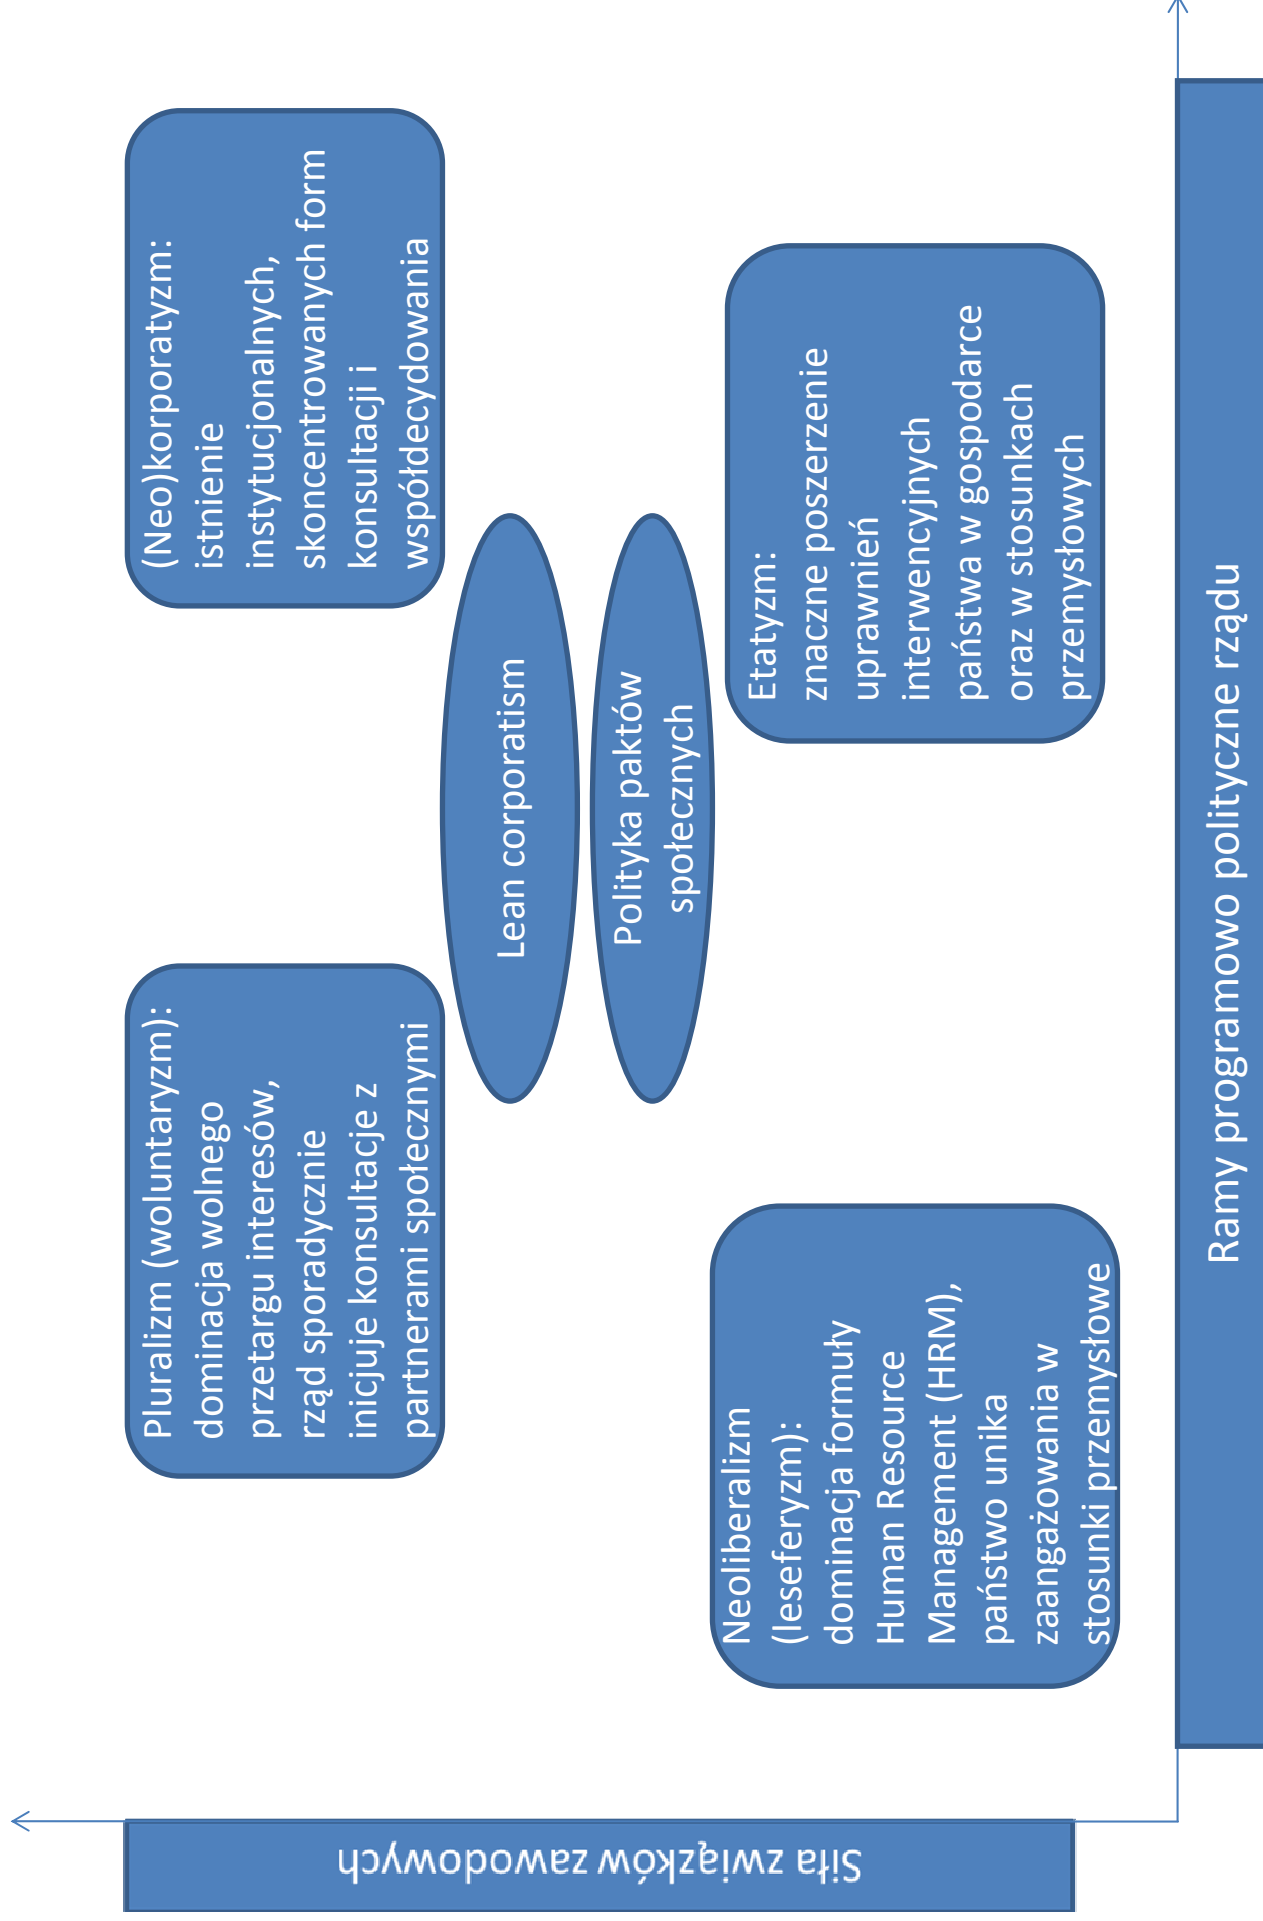 Pluralizm (woluntaryzm):
dominacja wolnego
przetargu interesów,
rząd sporadycznie
inicjuje konsultacje z
partnerami społecznymi
(Neo)korporatyzm:
istnienie
instytucjonalnych,
skoncentrowanych form
konsultacji i
współdecydowania
Lean corporatism
Polityka paktów
społecznych
Neoliberalizm
(leseferyzm):
dominacja formuły
Human Resource
Management (HRM),
państwo unika
zaangażowania w
stosunki przemysłowe
Etatyzm:
znaczne poszerzenie
uprawnień
interwencyjnych
państwa w gospodarce
oraz w stosunkach
przemysłowych
Siła związków zawodowych
Ramy programowo polityczne rządu